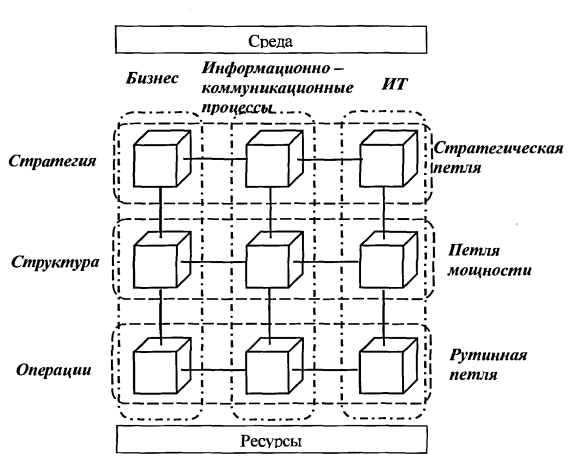 Среда
Бизнес
Информационно –
коммуникационные
процессы
ИТ
Стратегия
Стратегическая
петля
Структура
Петля
мощности
Операции
Рутинная
петля
Ресурсы